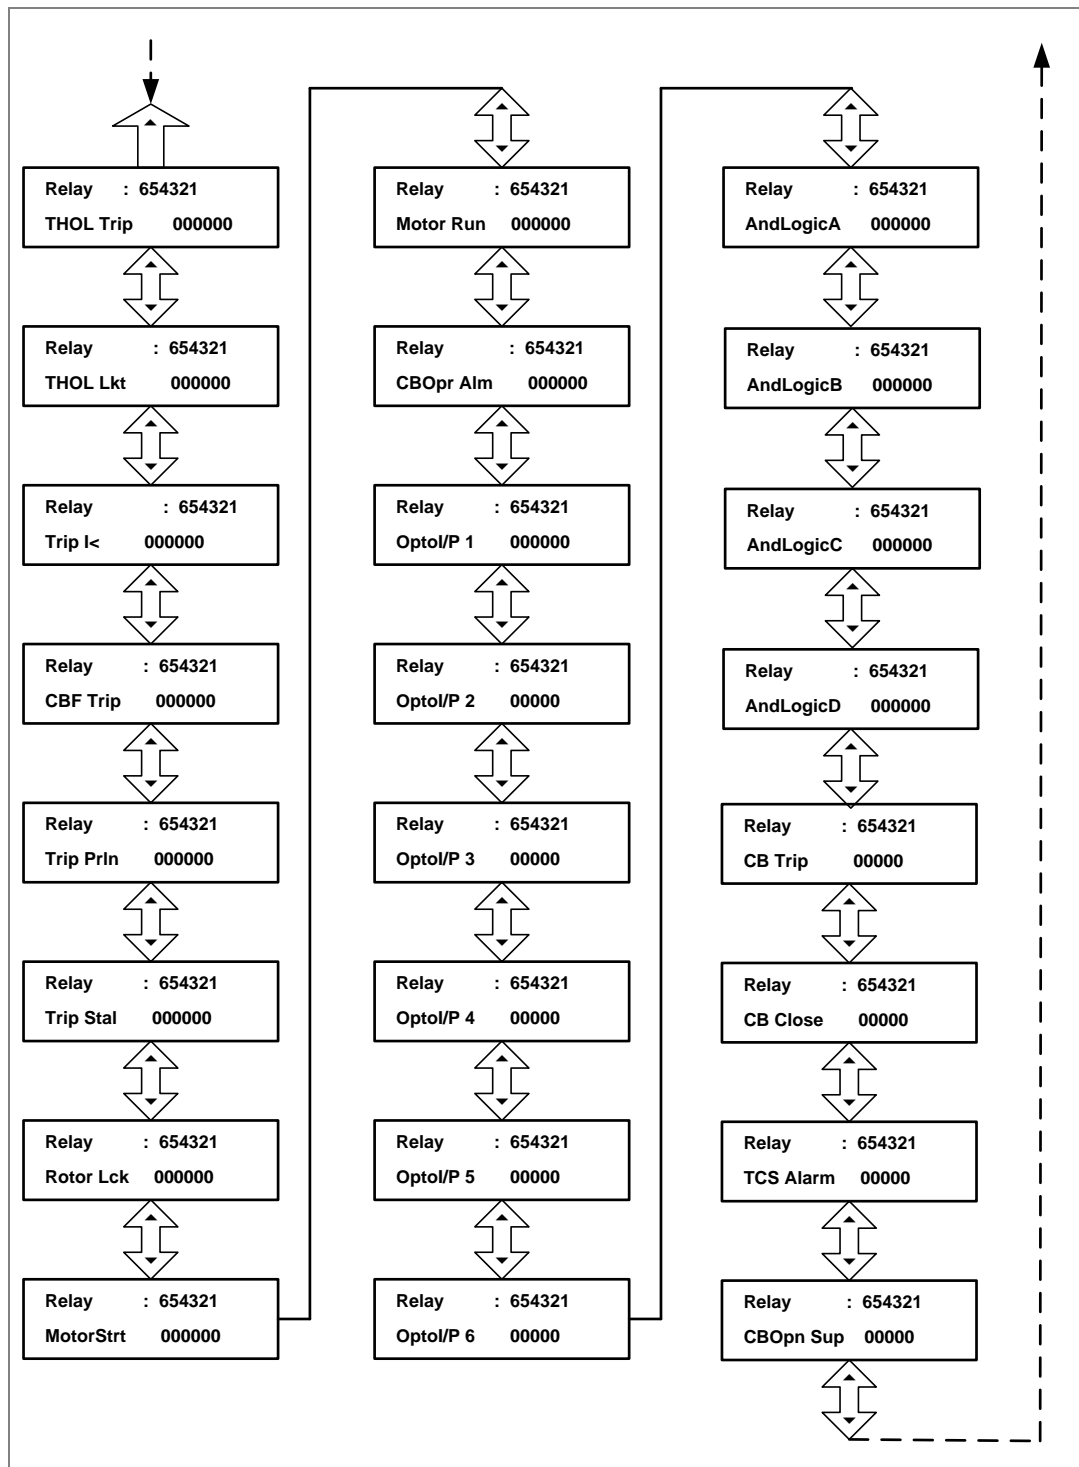 Relay : 654321
THOL Trip 000000
Relay : 654321
THOL Lkt 000000
Relay : 654321
Trip I< 000000
Relay : 654321
CBF Trip 000000
Relay : 654321
Trip PrIn 000000
Relay : 654321
Trip Stal 000000
Relay : 654321
Rotor Lck 000000
Relay : 654321
MotorStrt 000000
Relay : 654321
Motor Run 000000
Relay : 654321
CBOpr Alm 000000
Relay : 654321
OptoI/P 1 000000
Relay : 654321
OptoI/P 2 00000
Relay : 654321
OptoI/P 3 00000
Relay : 654321
OptoI/P 4 00000
Relay : 654321
OptoI/P 5 00000
Relay : 654321
OptoI/P 6 00000
Relay : 654321
AndLogicA 000000
Relay : 654321
AndLogicB 000000
Relay : 654321
AndLogicC 000000
Relay : 654321
AndLogicD 000000
Relay : 654321
CB Trip 00000
Relay : 654321
CB Close 00000
Relay : 654321
TCS Alarm 00000
Relay : 654321
CBOpn Sup 00000